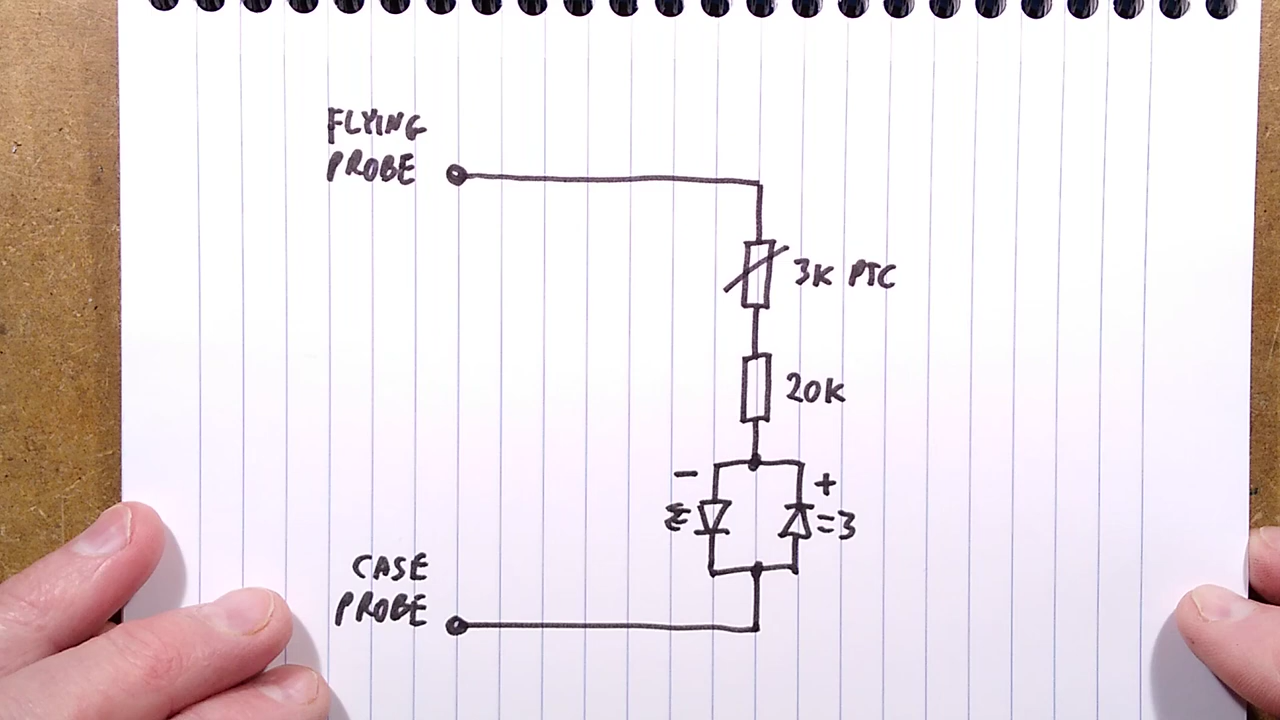 FLYING
PROBE
3K PTC
20K
-
+
CASE
PROBE